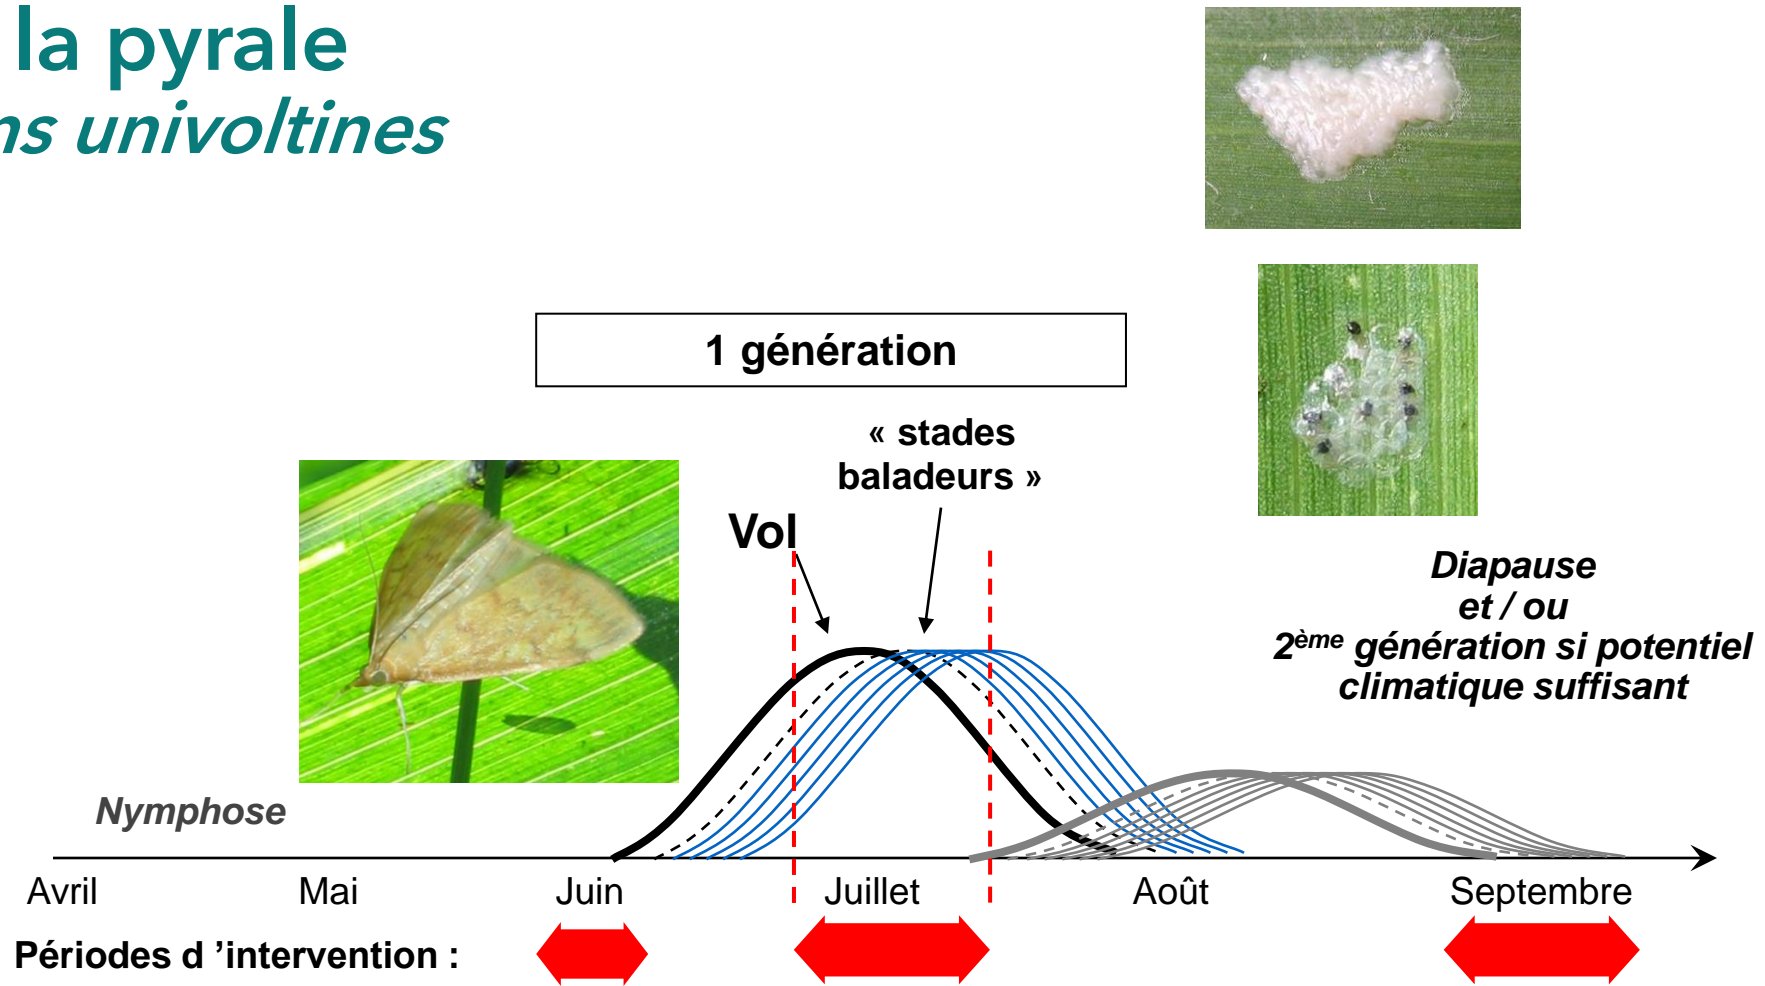 la pyrale
ns univoltines
1 génération
« stades
baladeurs »
Vol
Diapause
et / ou
2ème génération si potentiel
climatique suffisant
Nymphose
Avril Mai Juin Juillet Août Septembre
Périodes d ’intervention :